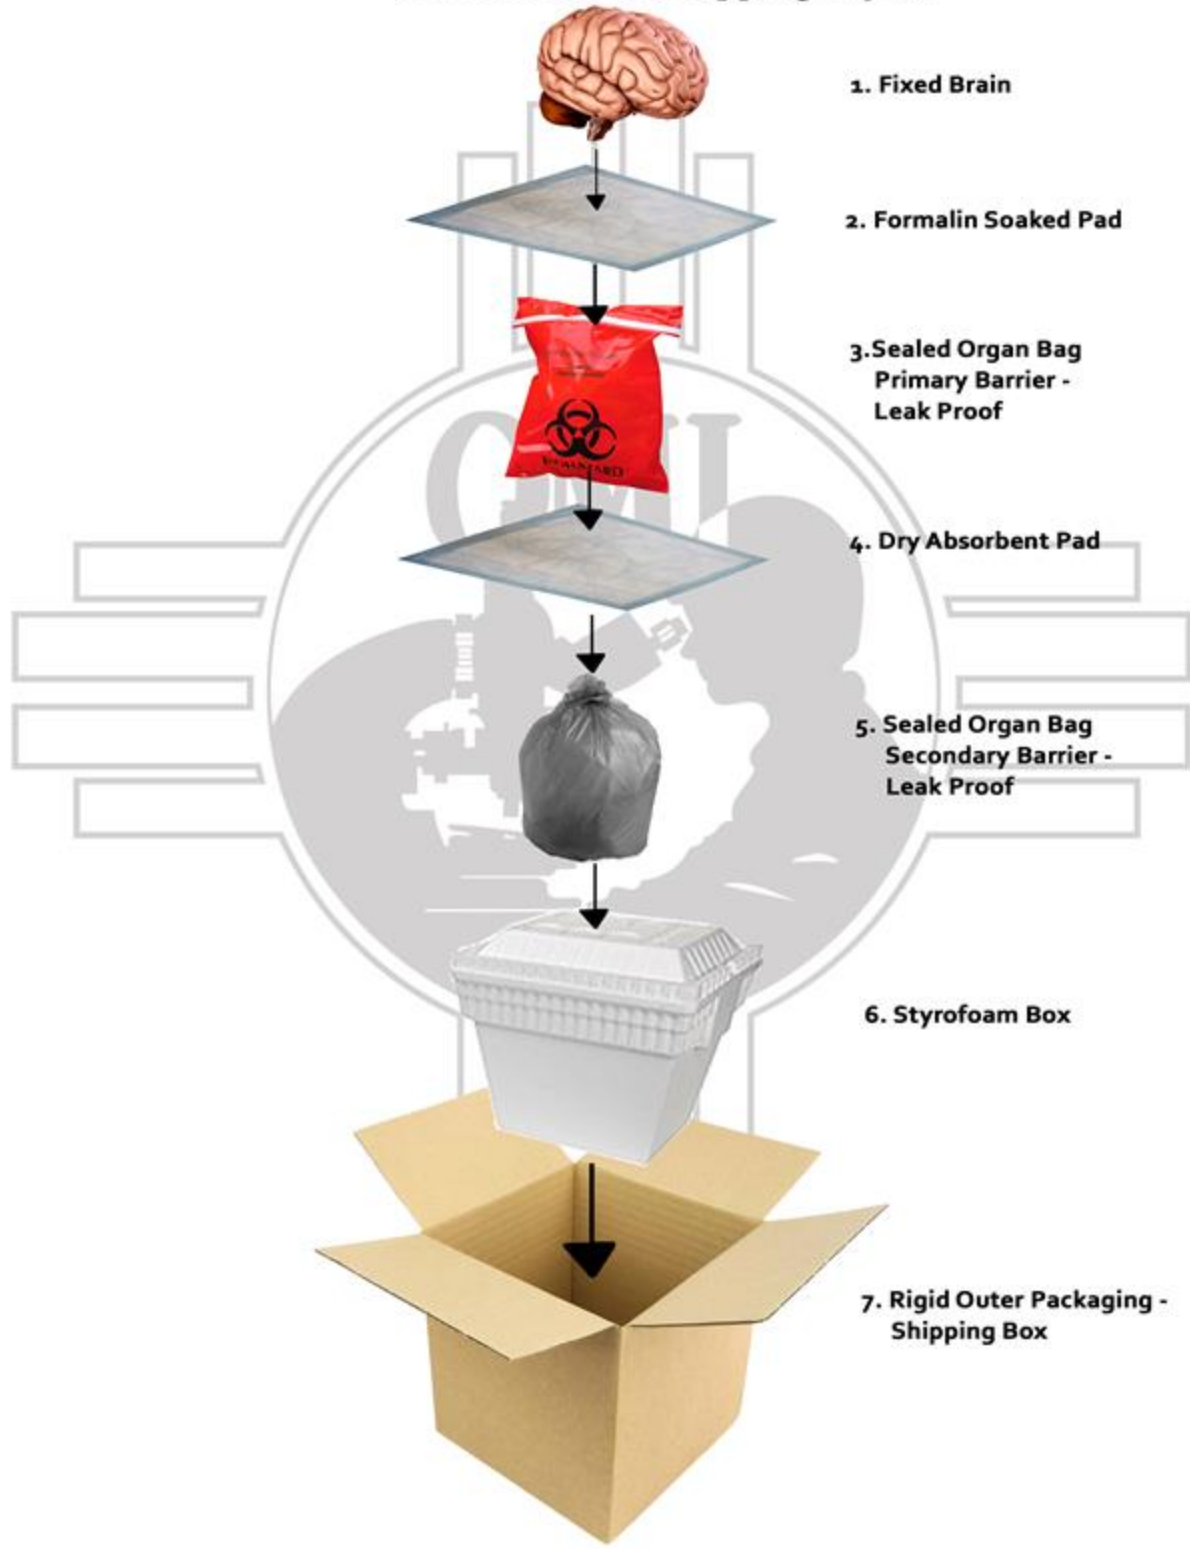 1. Fixed Brain
2. Formalin Soaked Pad
3.Sealed Organ Bag
Primary Barrier -
Leak Proof
4. Dry Absorbent Pad
5. Sealed Organ Bag
Secondary Barrier -
Leak Proof
6. Styrofoam Box
7. Rigid Outer Packaging -
Shipping Box